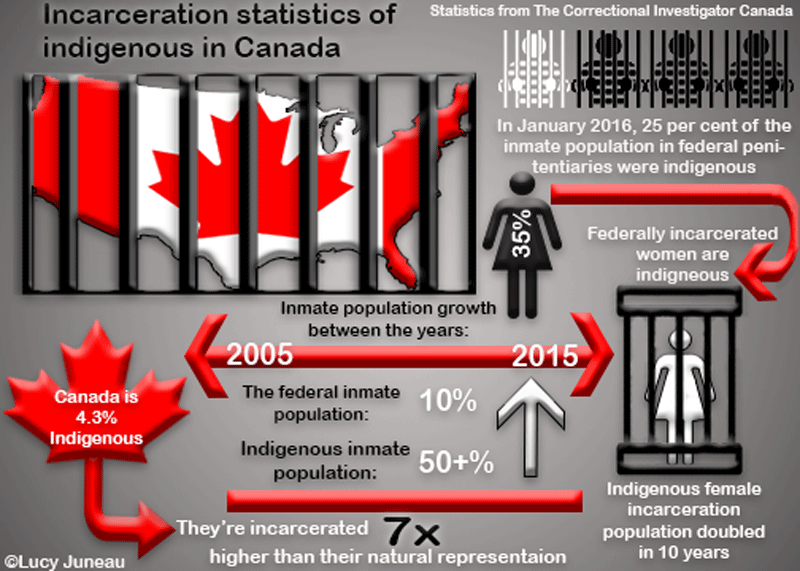 Incarceration statistics of
indigenous in Canada
Statistics from The Correctional Investigator Canada
In January 2016, 25 per cent of the
inmate population in federal peni-
tentiaries were indigenous
35%
Federally incarcerated
women are
indigneous
Inmate population growth
between the years:
2005
2015
The federal inmate
population:
10%
Indigenous inmate
population:
50+%
Canada is
4.3%
Indigenous
They're incarcerated 7x
higher than their natural representaion
Indigenous female
incarceration
population doubled
in 10 years
©Lucy Juneau